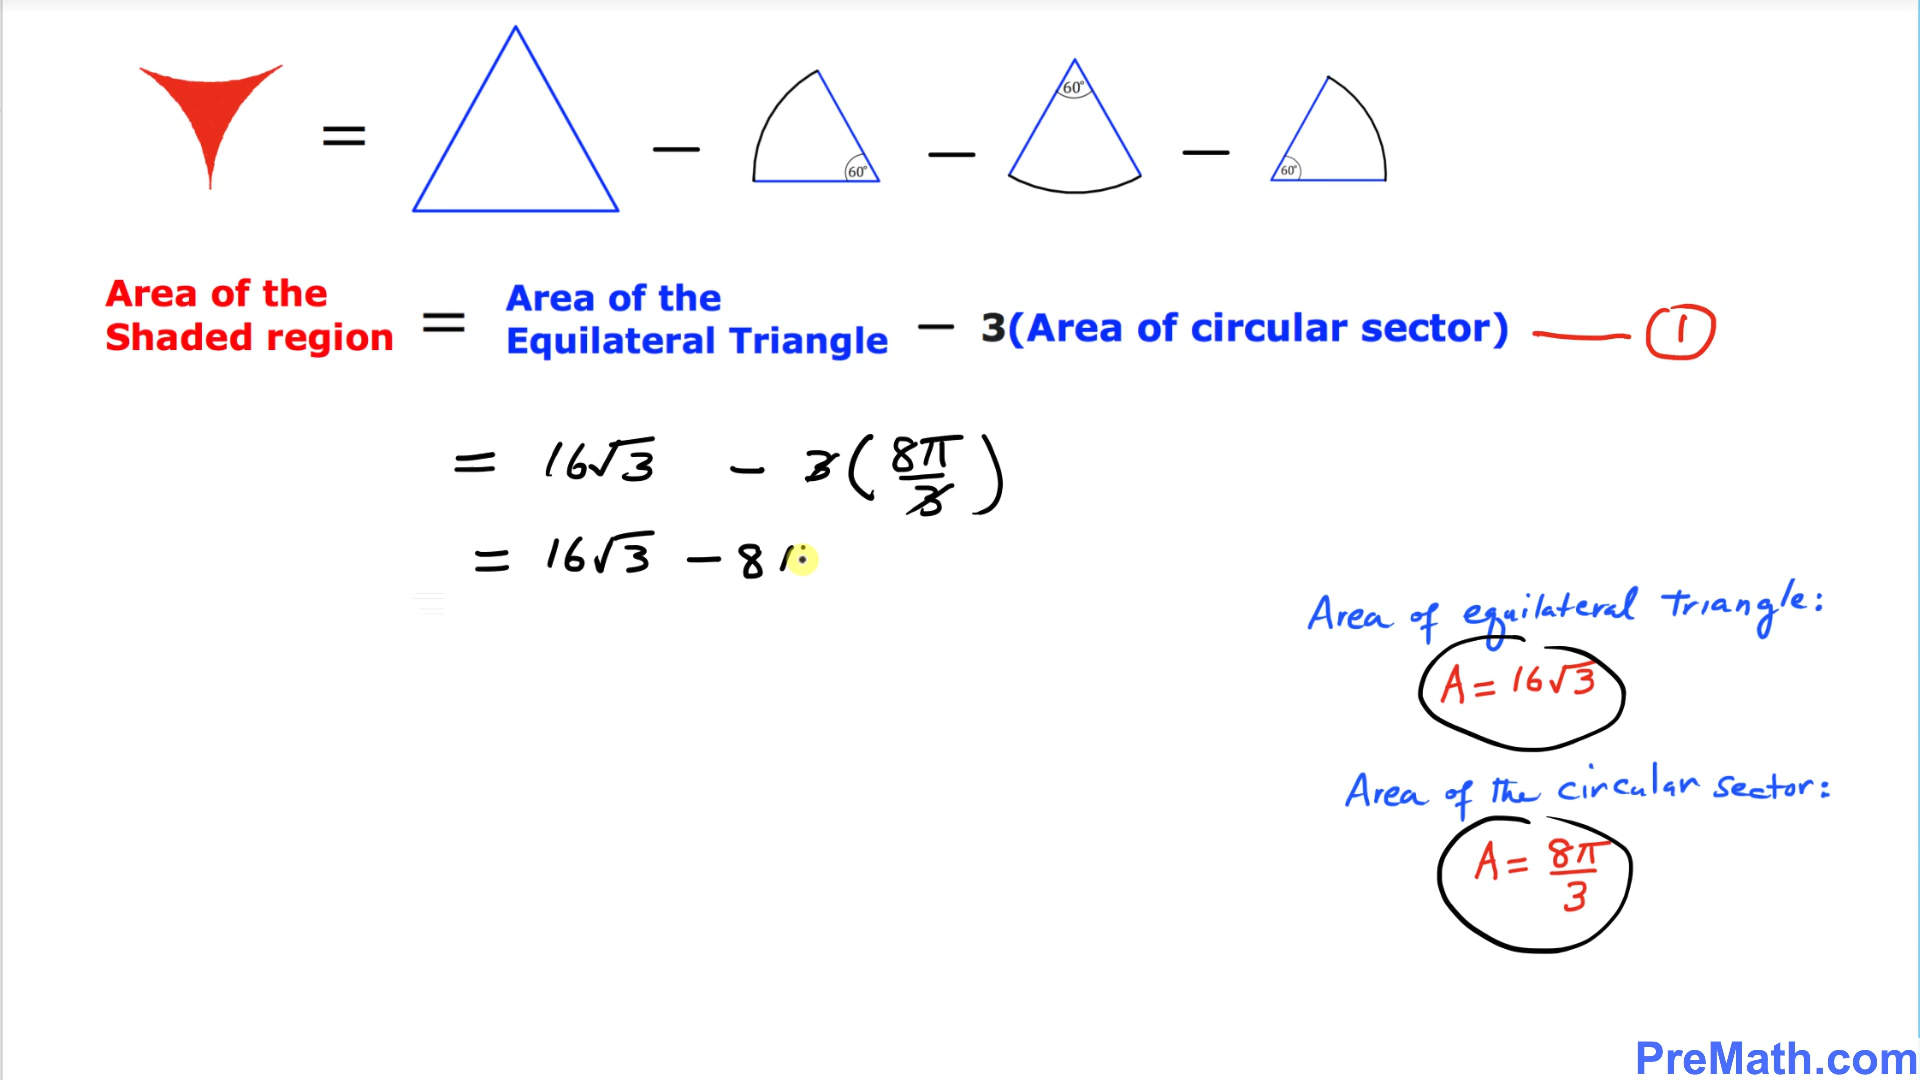 = − − −
60° 60° 60°
Area of the Shaded region = Area of the Equilateral Triangle − 3(Area of circular sector) — ①
= 16√3 − 3(8π/3)
= 16√3 − 8
Area of equilateral Triangle:
A = 16√3
Area of the circular sector:
A = 8π/3
PreMath.com